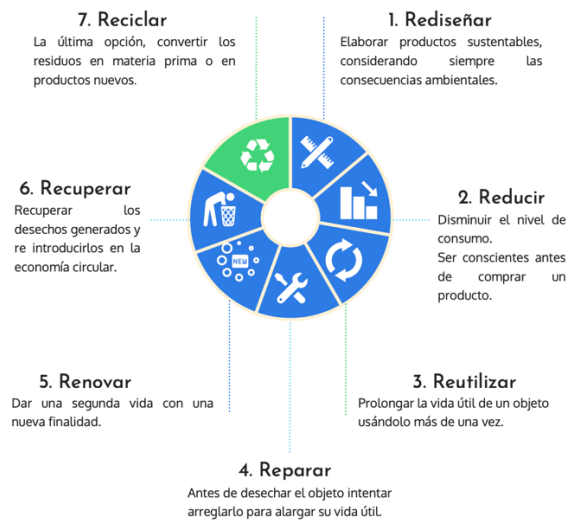 7. Reciclar
La última opción, convertir los
residuos en materia prima o en
productos nuevos.
1. Rediseñar
Elaborar productos sustentables,
considerando siempre las
consecuencias ambientales.
6. Recuperar
Recuperar los
desechos generados y
re introducirlos en la
economía circular.
2. Reducir
Disminuir el nivel de
consumo.
Ser conscientes antes
de comprar un
producto.
NEW
5. Renovar
Dar una segunda vida con una
nueva finalidad.
3. Reutilizar
Prolongar la vida útil de un objeto
usándolo más de una vez.
4. Reparar
Antes de desechar el objeto intentar
arreglarlo para alargar su vida útil.